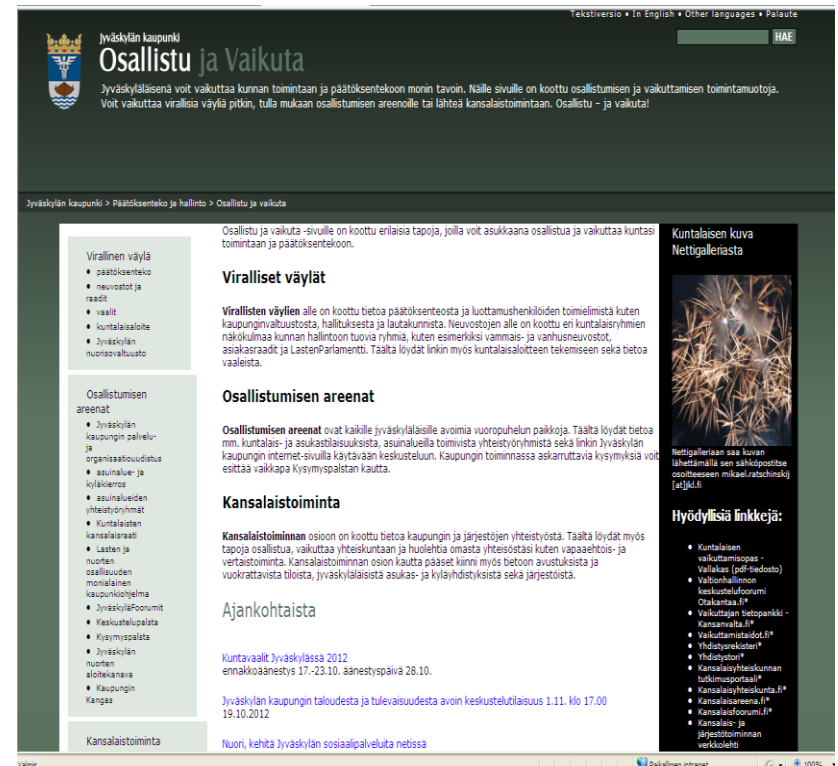 Tekstiversio • In English • Other languages • Palaute
HAE
Jyväskylän kaupunki
Osallistu ja Vaikuta
Jyväskyläläisenä voit vaikuttaa kunnan toimintaan ja päätöksentekoon monin tavoin. Näille sivuille on koottu osallistumisen ja vaikuttamisen toimintamuotoja.
Voit vaikuttaa virallisia väyliä pitkin, tulla mukaan osallistumisen areenoille tai lähteä kansalaistoimintaan. Osallistu – ja vaikuta!
Jyväskylän kaupunki > Päätöksenteko ja hallinto > Osallistu ja vaikuta
Virallinen väylä
• päätöksenteko
• neuvostot ja
raadit
• vaalit
• kuntalaisaloite
• Jyväskylän
nuorisovaltuusto
Osallistumisen
areenat
• Jyväskylän
kaupungin palvelu-
ja
organisaatiouudistus
• asuinalue- ja
kyläkierros
• asuinalueiden
yhteistyöryhmät
• Kuntalaisten
kansalaisraati
• Lasten ja
nuorten
osallisuuden
monialainen
kaupunkiohjelma
• JyväskyläFoorumit
• Keskustelupalsta
• Kysymyspalsta
• Jyväskylän
nuorten
aloitekanava
• Kaupungin
Kangas
Kansalaistoiminta
Osallistu ja vaikuta -sivuille on koottu erilaisia tapoja, joilla voit asukkaana osallistua ja vaikuttaa kuntasi
toimintaan ja päätöksentekoon.
Viralliset väylät
Virallisten väylien alle on koottu tietoa päätöksenteosta ja luottamushenkilöiden toimielimistä kuten
kaupunginvaltuustosta, hallituksesta ja lautakunnista. Neuvostojen alle on koottu eri kuntalaisryhmien
näkökulmaa kunnan hallintoon tuovia ryhmiä, kuten esimerkiksi vammais- ja vanhusneuvostot,
asiakasraadit ja LastenParlamentti. Täältä löydät linkin myös kuntalaisaloitteen tekemiseen sekä tietoa
vaaleista.
Osallistumisen areenat
Osallistumisen areenat ovat kaikille jyväskyläläisille avoimia vuoropuhelun paikkoja. Täältä löydät tietoa
mm. kuntalais- ja asukastilaisuuksista, asuinalueilla toimivista yhteistyöryhmistä sekä linkin Jyväskylän
kaupungin internet-sivuilla käytävään keskusteluun. Kaupungin toiminnassa askarruttavia kysymyksiä voit
esittää vaikkapa Kysymyspalstan kautta.
Kansalaistoiminta
Kansalaistoiminnan osioon on koottu tietoa kaupungin ja järjestöjen yhteistyöstä. Täältä löydät myös
tapoja osallistua, vaikuttaa yhteiskuntaan ja huolehtia omasta yhteisöstäsi kuten vapaaehtois- ja
vertaistoiminta. Kansalaistoiminnan osion kautta pääset kiinni myös tietoon avustuksista ja
vuokrattavista tiloista, jyväskyläläisistä asukas- ja kyläyhdistyksistä sekä järjestöistä.
Ajankohtaista
Kuntavaalit Jyväskylässä 2012
ennakkoäänestys 17.-23.10. äänestyspäivä 28.10.
Jyväskylän kaupungin taloudesta ja tulevaisuudesta avoin keskustelutilaisuus 1.11. klo 17.00
19.10.2012
Nuori, kehitä Jyväskylän sosiaalipalveluita netissä
Kuntalaisen kuva
Nettigalleriasta
Nettigalleriaan saa kuvan
lähettämällä sen sähköpostitse
osoitteeseen mikael.ratschinskij
[at]jkl.fi
Hyödyllisiä linkkejä:
• Kuntalaisen
vaikuttamisopas -
Vallakas (pdf-tiedosto)
• Valtionhallinnon
keskustelufoorumi
Otakantaa.fi*
• Vaikuttajan tietopankki -
Kansanvalta.fi*
• Vaikuttamistaidot.fi*
• Yhdistysrekisteri*
• Yhdistystori*
• Kansalaisyhteiskunnan
tutkimusportaali*
• Kansalaisyhteiskunta.fi*
• Kansalaisareena.fi*
• Kansalaisfoorumi.fi*
• Kansalais- ja
järjestötoiminnan
verkkolehti
Valmis
Paikallinen intranet
100%